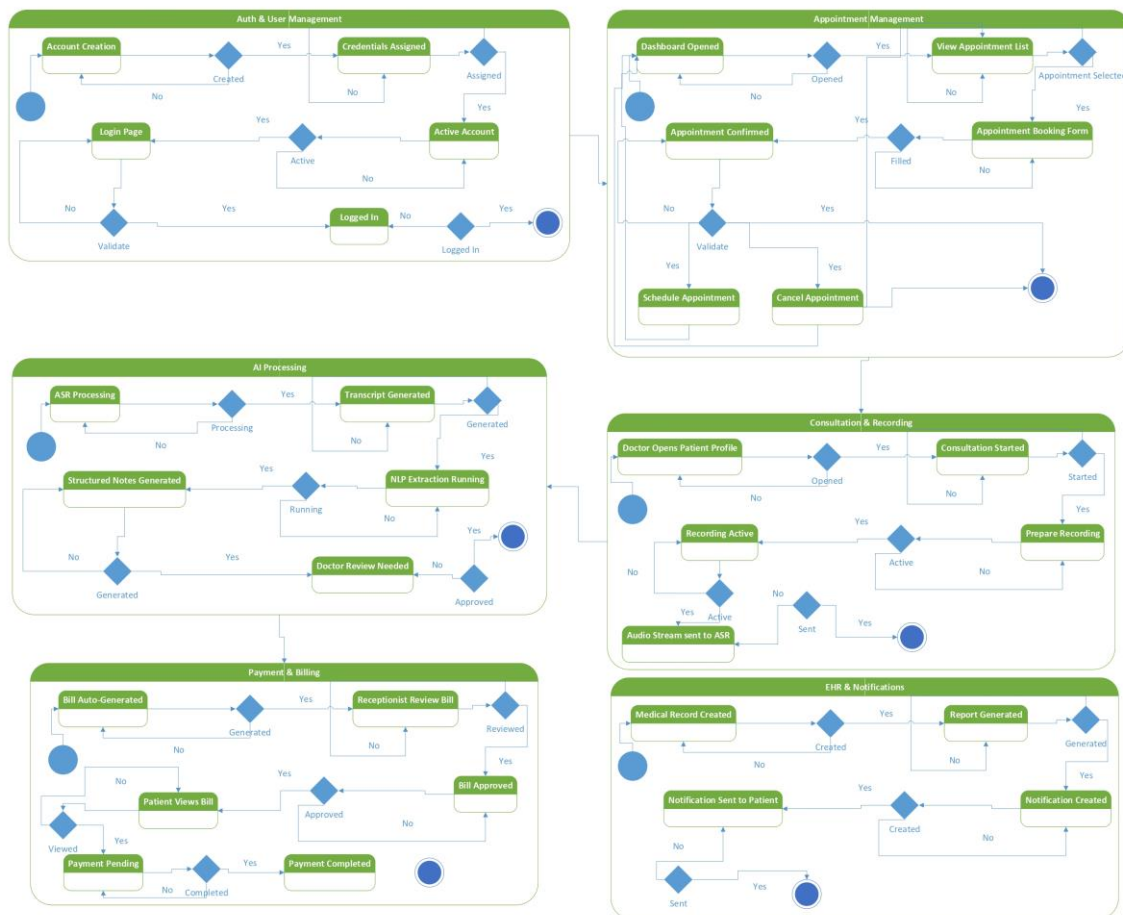 Auth & User Management
Account Creation
Yes
Credentials Assigned
Created
Assigned
No
No
Yes
Login Page
Yes
Active Account
Active
No
No
Yes
Logged In
No
Yes
Validate
Logged In
Appointment Management
Dashboard Opened
Yes
View Appointment List
Opened
Appointment Selected
No
No
Yes
Appointment Confirmed
Yes
Appointment Booking Form
Filled
No
No
Yes
Validate
Yes
Yes
Schedule Appointment
Cancel Appointment
AI Processing
ASR Processing
Yes
Transcript Generated
Processing
Generated
No
No
Yes
Structured Notes Generated
Yes
NLP Extraction Running
Running
No
Yes
No
Yes
Doctor Review Needed
No
Generated
Approved
Consultation & Recording
Doctor Opens Patient Profile
Yes
Consultation Started
Opened
Started
No
No
Yes
Recording Active
Yes
Prepare Recording
Active
No
No
No
Active
Yes
Sent
Yes
Audio Stream sent to ASR
Payment & Billing
Bill Auto-Generated
Yes
Receptionist Review Bill
Generated
Reviewed
No
No
Yes
No
Yes
Bill Approved
Patient Views Bill
Approved
No
Viewed
Yes
Payment Pending
Yes
Payment Completed
No
Completed
EHR & Notifications
Medical Record Created
Yes
Report Generated
Created
Generated
No
No
Yes
Notification Sent to Patient
Yes
Notification Created
Created
No
No
Yes
Sent